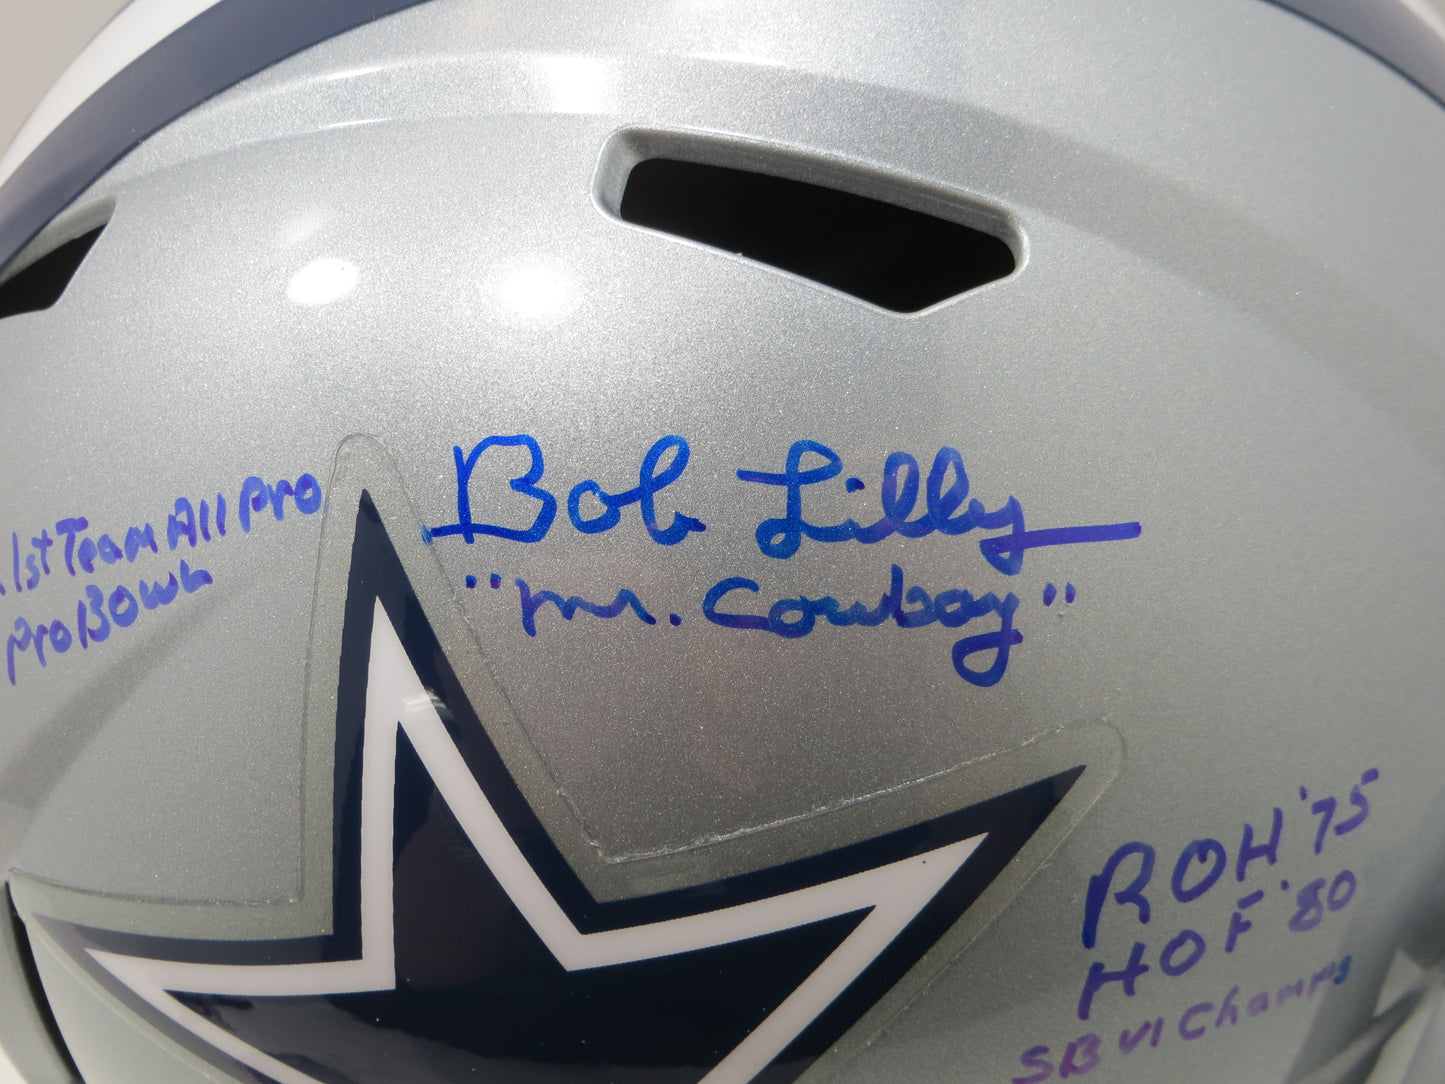 1st Team All Pro
Pro Bowl
Bob Lilly
"Mr. Cowboy"
ROH '75
HOF '80
SB VI Champs